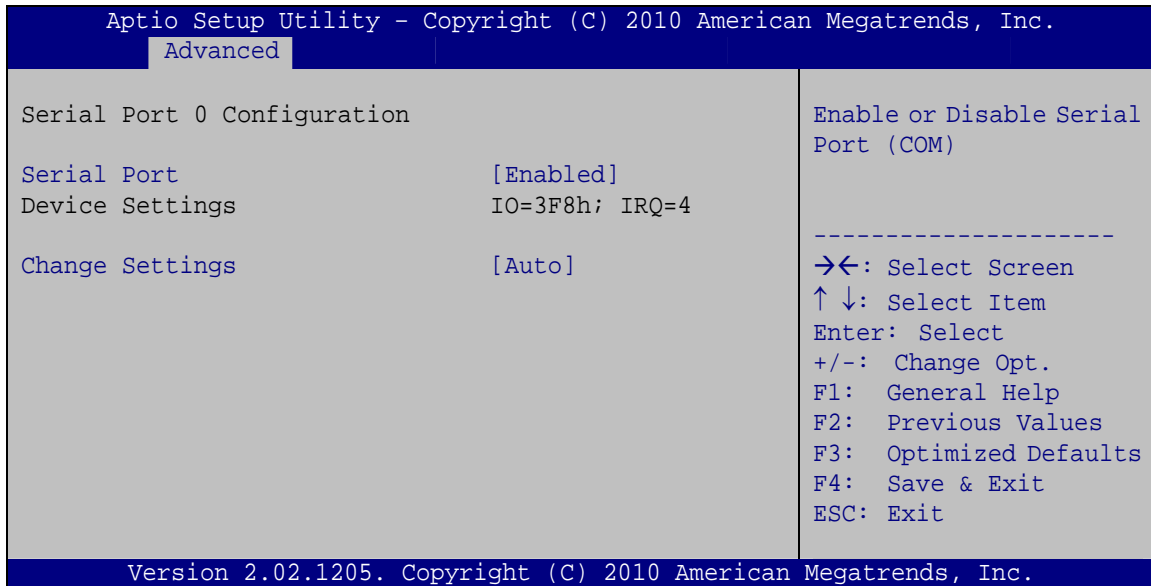 Aptio Setup Utility – Copyright (C) 2010 American Megatrends, Inc.
Advanced
Serial Port 0 Configuration
Serial Port [Enabled]
Device Settings IO=3F8h; IRQ=4
Change Settings [Auto]
Enable or Disable Serial
Port (COM)
---------------------
→←: Select Screen
↑ ↓: Select Item
Enter: Select
+/-: Change Opt.
F1: General Help
F2: Previous Values
F3: Optimized Defaults
F4: Save & Exit
ESC: Exit
Version 2.02.1205. Copyright (C) 2010 American Megatrends, Inc.